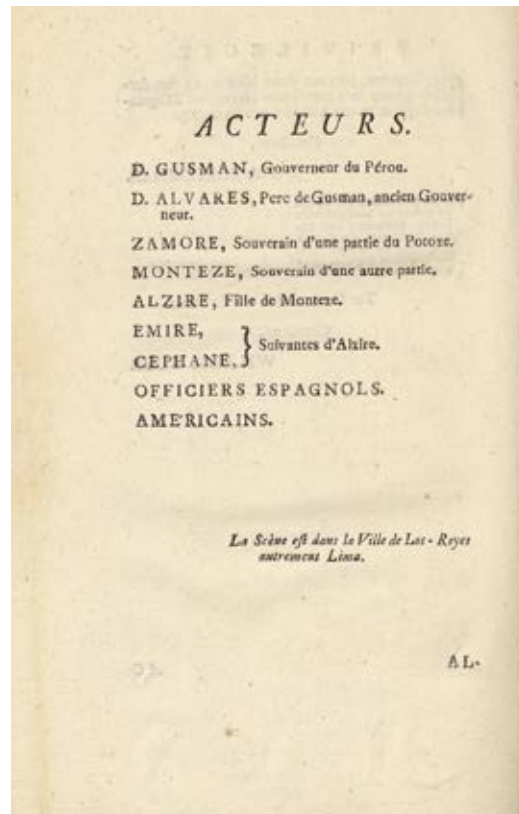 ACTEURS.
D. GUSMAN, Gouverneur du Pérou.
D. ALVARES, Pere de Gusman, ancien Gouver-
neur.
ZAMORE, Souverain d'une partie du Potoze.
MONTEZE, Souverain d'une autre partie.
ALZIRE, Fille de Monteze.
EMIRE,
CEPHANE, } Suivantes d'Alzire.
OFFICIERS ESPAGNOLS.
AMERICAINS.
La Scène est dans la Ville de Los-Reyes
autrement Lima.
AL-